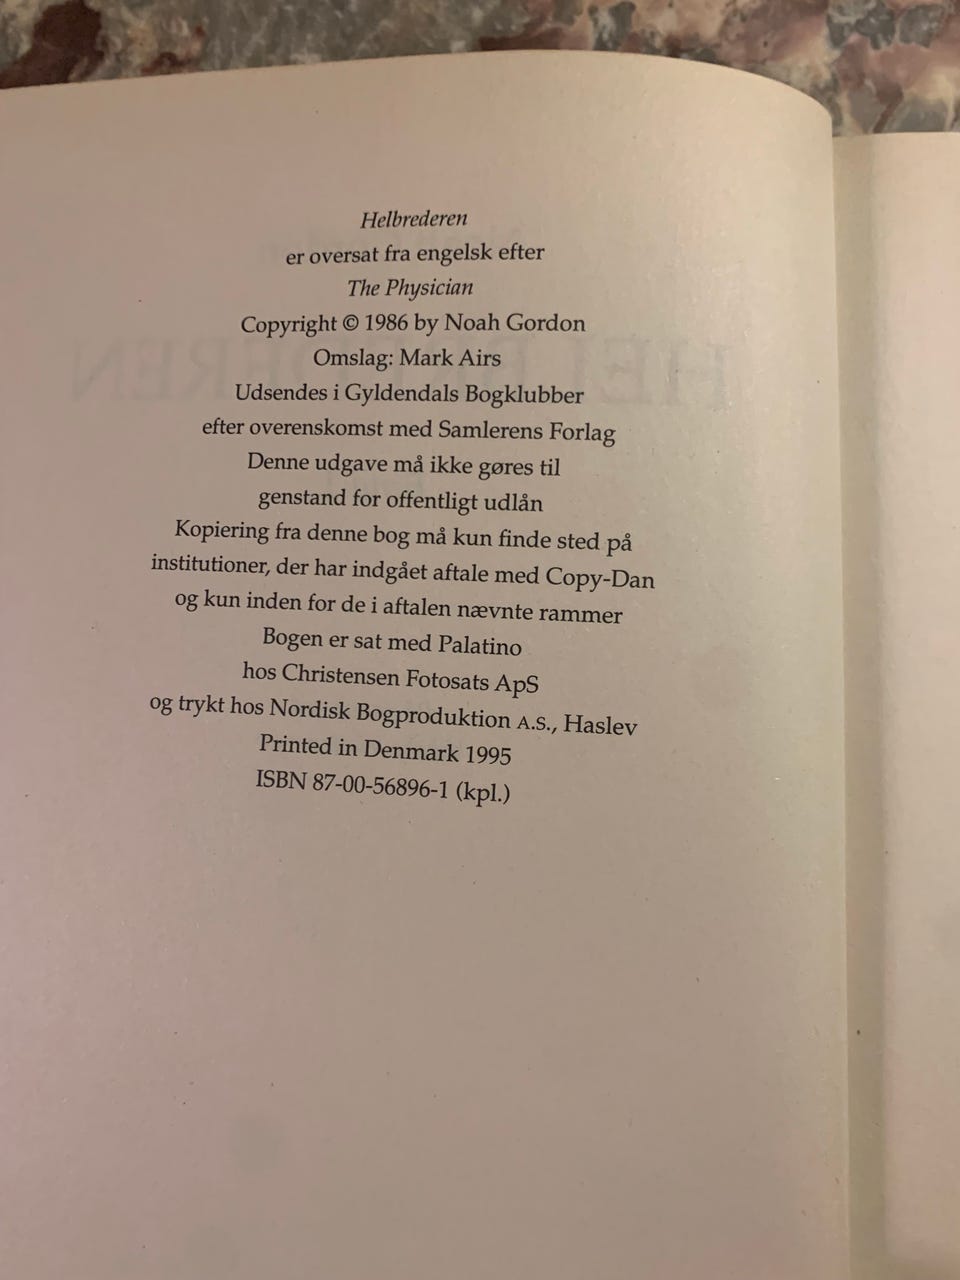 Helbrederen
er oversat fra engelsk efter
The Physician
Copyright © 1986 by Noah Gordon
Omslag: Mark Airs
Udsendes i Gyldendals Bogklubber
efter overenskomst med Samlerens Forlag
Denne udgave må ikke gøres til
genstand for offentligt udlån
Kopiering fra denne bog må kun finde sted på
institutioner, der har indgået aftale med Copy-Dan
og kun inden for de i aftalen nævnte rammer
Bogen er sat med Palatino
hos Christensen Fotosats ApS
og trykt hos Nordisk Bogproduktion A.S., Haslev
Printed in Denmark 1995
ISBN 87-00-56896-1 (kpl.)